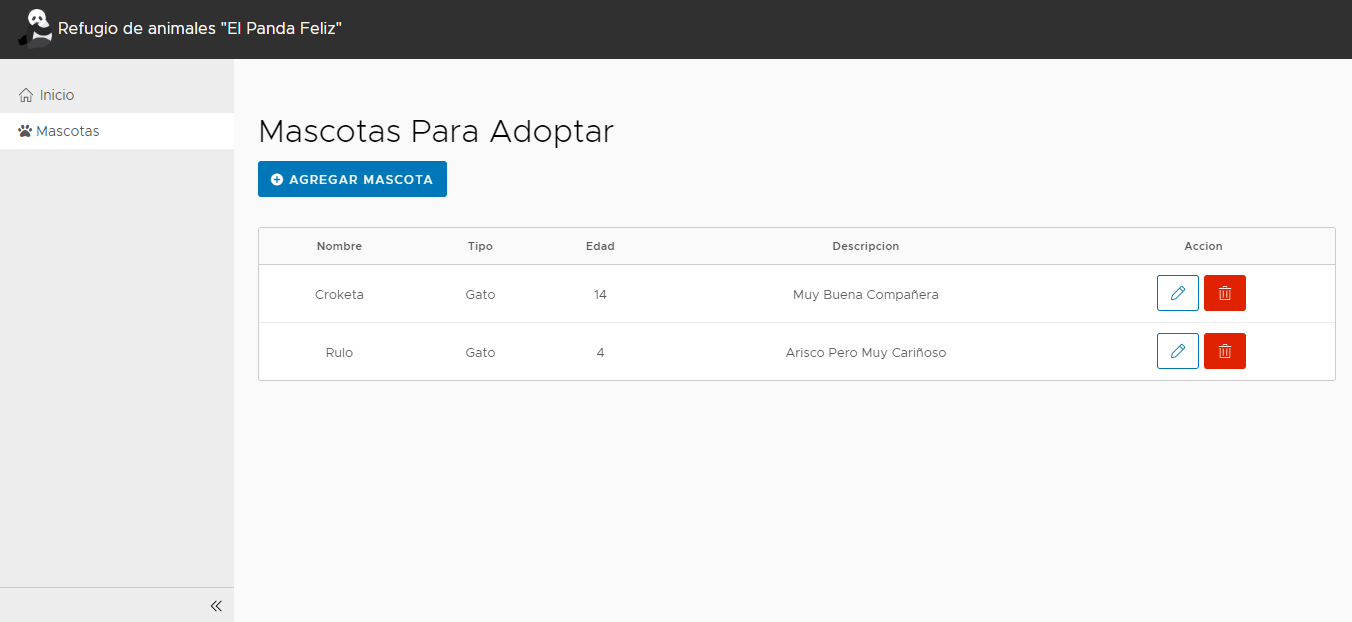 Refugio de animales "El Panda Feliz"
Inicio
Mascotas
Mascotas Para Adoptar
AGREGAR MASCOTA
Nombre Tipo Edad Descripcion Accion
Croketa Gato 14 Muy Buena Compañera
Rulo Gato 4 Arisco Pero Muy Cariñoso